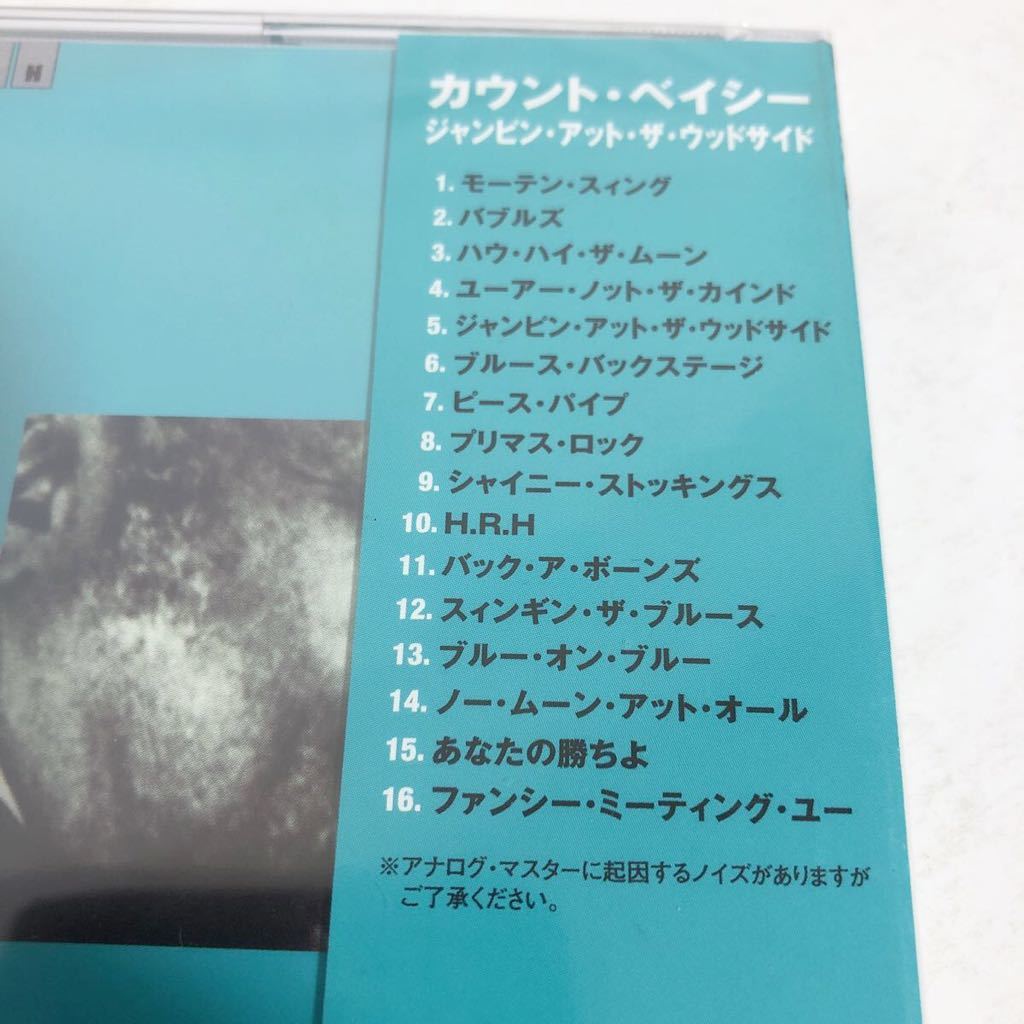 H
カウント・ベイシー
ジャンピン・アット・ザ・ウッドサイド
1. モーテン・スィング
2. バブルズ
3. ハウ・ハイ・ザ・ムーン
4. ユーアー・ノット・ザ・カインド
5. ジャンピン・アット・ザ・ウッドサイド
6. ブルース・バックステージ
7. ピース・パイプ
8. プリマス・ロック
9. シャイニー・ストッキングス
10. H.R.H
11. バック・ア・ボーンズ
12. スィンギン・ザ・ブルース
13. ブルー・オン・ブルー
14. ノー・ムーン・アット・オール
15. あなたの勝ちよ
16. ファンシー・ミーティング・ユー
※アナログ・マスターに起因するノイズがありますが
ご了承ください。